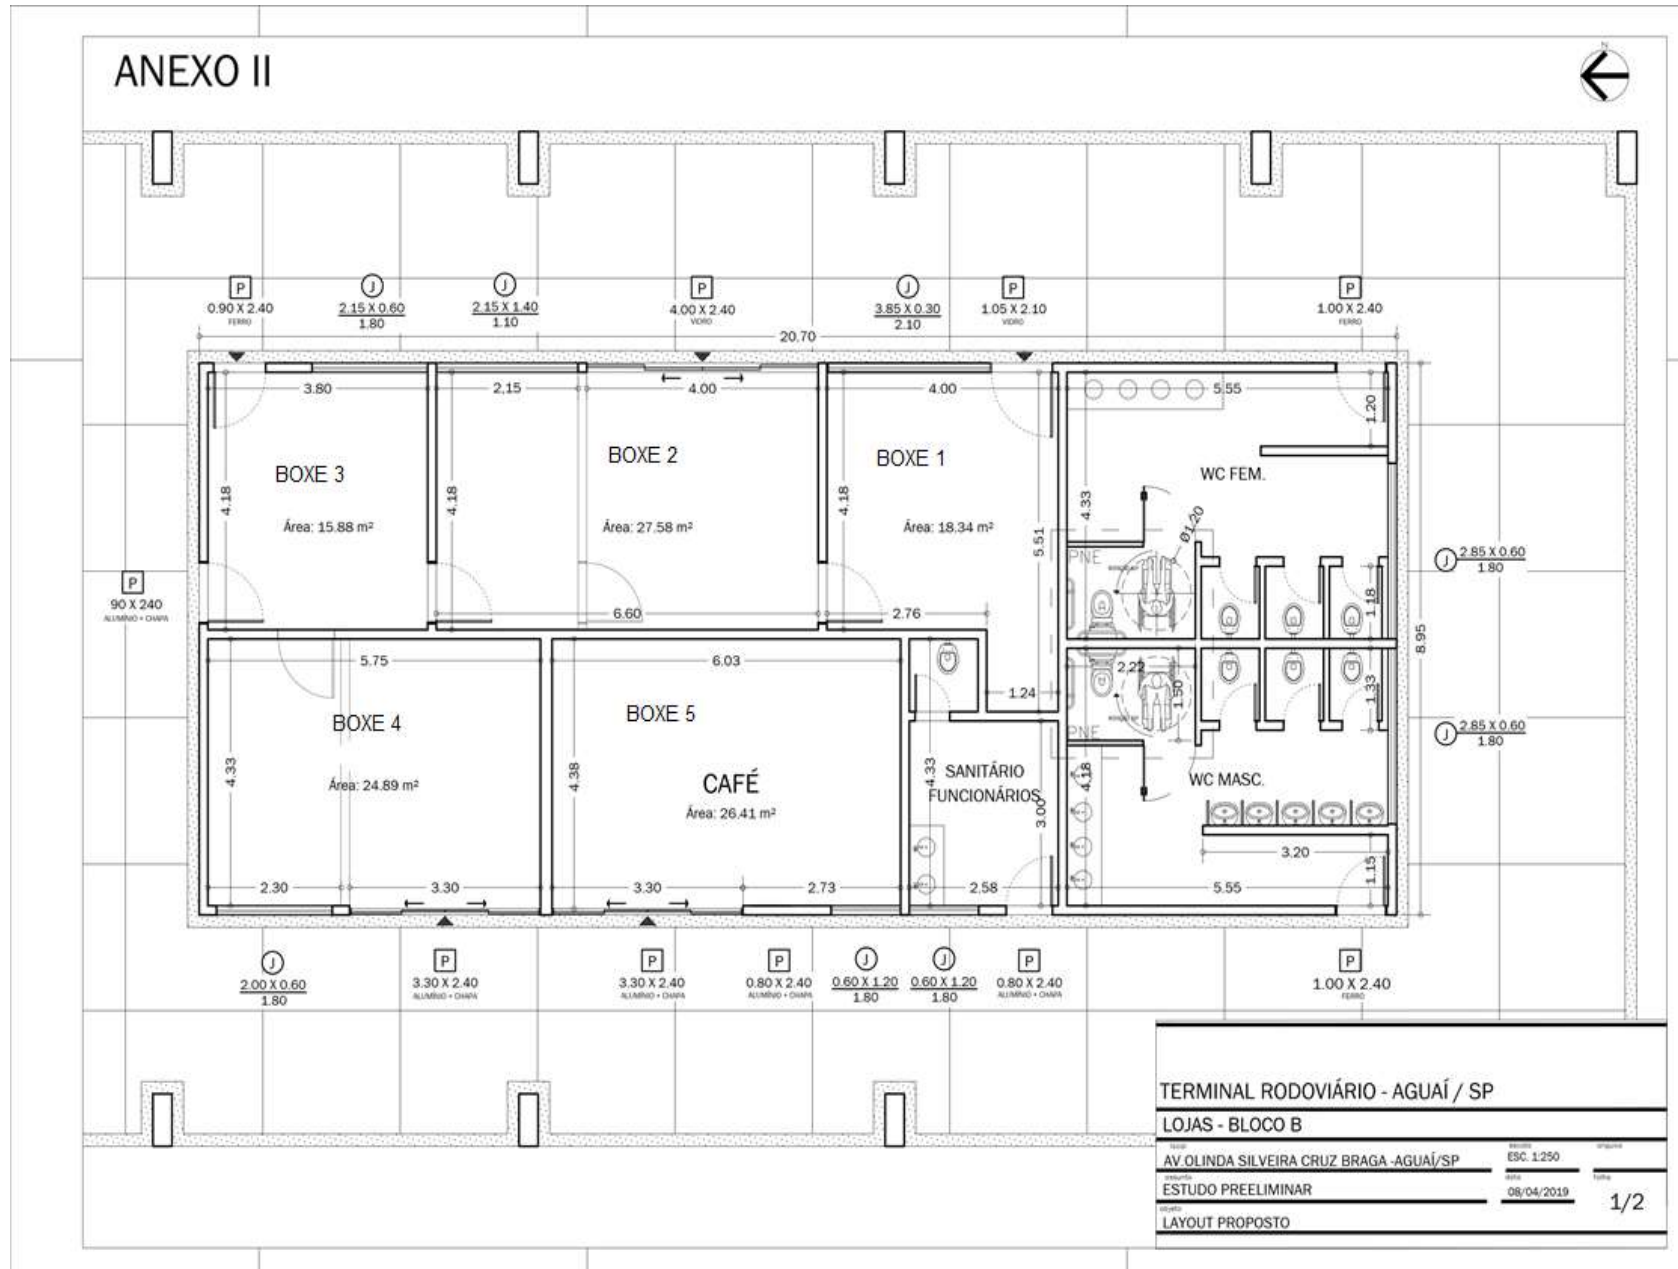 ANEXO II
N
P
J
J
P
J
P
P
0.90 X 2.40
FERRO
2.15 X 0.60
1.80
2.15 X 1.40
1.10
4.00 X 2.40
VIDRO
3.85 X 0.30
2.10
1.05 X 2.10
VIDRO
1.00 X 2.40
FERRO
20.70
3.80
2,15
4.00
4.00
5.55
1.20
BOXE 3
BOXE 2
BOXE 1
WC FEM.
4.18
4.18
4.18
5.51
4.33
Ø1.20
Área: 15.88 m²
Área: 27.58 m²
Área: 18.34 m²
PNE
J
2.85 X 0.60
1.80
P
90 X 240
ALUMÍNIO + CHAPA
1.18
6.60
2.76
8.95
5.75
6.03
2.22
1.24
1.50
1.33
BOXE 4
BOXE 5
PNE
J
2.85 X 0.60
1.80
4.33
4.38
4.33
4.18
CAFÉ
Área: 24.89 m²
Área: 26.41 m²
SANITÁRIO
FUNCIONÁRIOS
3.00
WC MASC.
3.20
1.15
2.30
3.30
3.30
2.73
2.58
5.55
J
P
P
P
J
J
P
P
2.00 X 0.60
1.80
3.30 X 2.40
ALUMÍNIO + CHAPA
3.30 X 2.40
ALUMÍNIO + CHAPA
0.80 X 2.40
ALUMÍNIO + CHAPA
0.60 X 1.20
1.80
0.60 X 1.20
1.80
0.80 X 2.40
ALUMÍNIO + CHAPA
1.00 X 2.40
FERRO
TERMINAL RODOVIÁRIO - AGUAÍ / SP
LOJAS - BLOCO B
local
escala
arquivo
AV.OLINDA SILVEIRA CRUZ BRAGA -AGUAÍ/SP
ESC. 1:250
assunto
data
folha
ESTUDO PREELIMINAR
08/04/2019
1/2
objeto
LAYOUT PROPOSTO